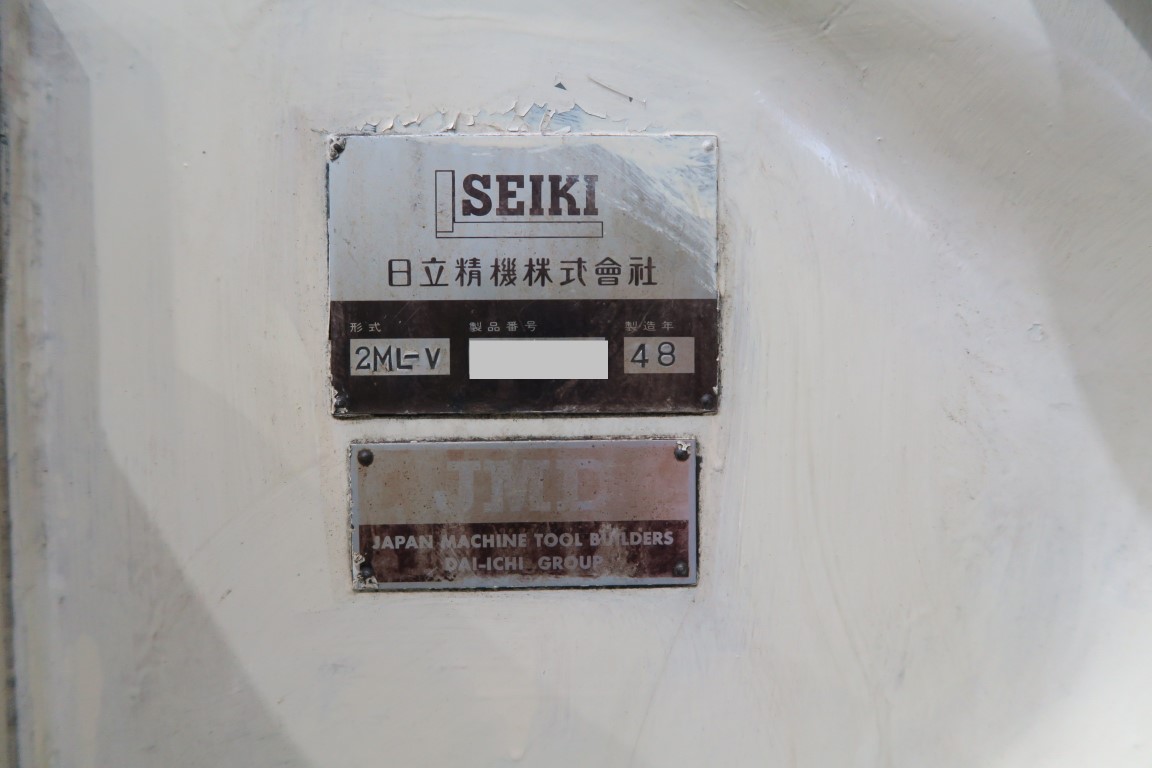 SEIKI
日立精機株式會社
形式 製品番号 製造年
2ML-V 48
JMD
JAPAN MACHINE TOOL BUILDERS
DAI-ICHI GROUP